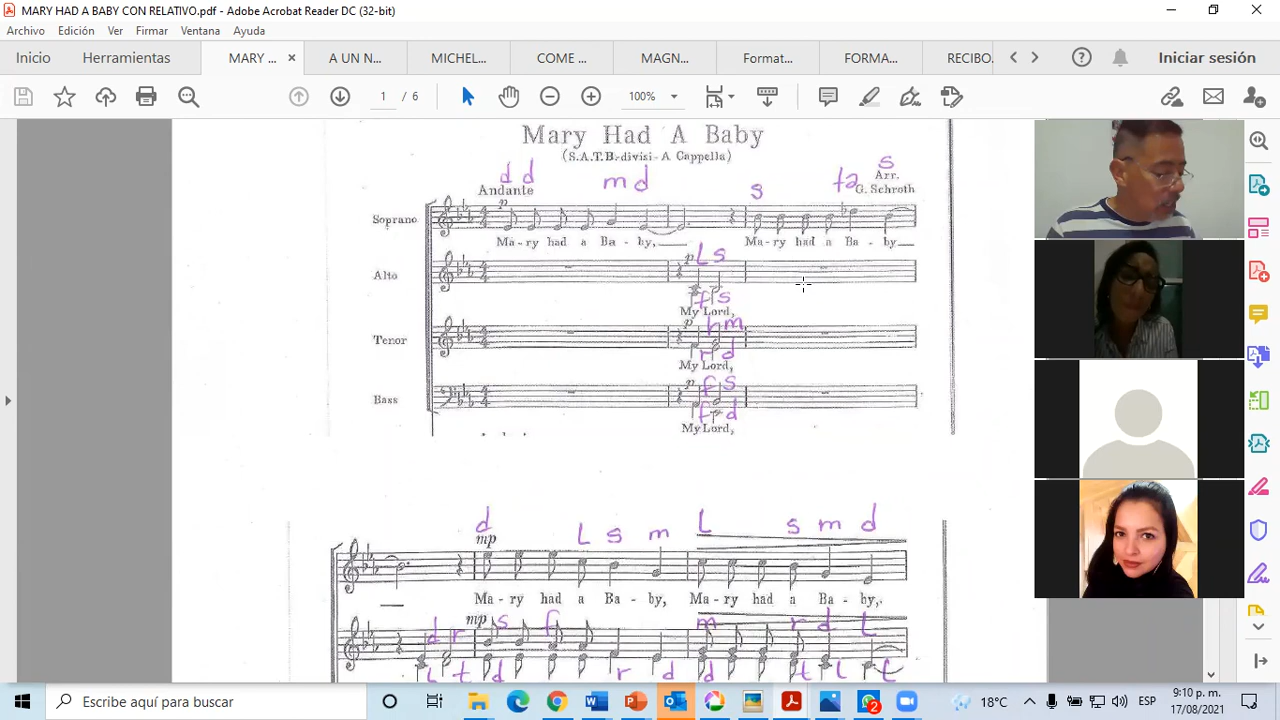 MARY HAD A BABY CON RELATIVO.pdf - Adobe Acrobat Reader DC (32-bit)
Archivo Edición Ver Firmar Ventana Ayuda
Inicio Herramientas MARY ... × A UN N... MICHEL... COME ... MAGN... Format... FORMA... RECIBO. ? Iniciar sesión
1 / 6 100%
Mary Had A Baby
(S.A.T.B.-divisi-A Cappella)
d d m d s ta s
Andante Arr.
G. Schroth
p
Soprano
Ma-ry had a Ba-by, Ma-ry had a Ba-by
L s
p
Alto
f s
My Lord,
p
m
Tenor
r d
My Lord,
p f s
Bass
f d
My Lord,
d L s m L s m d
mp
Ma-ry had a Ba-by, Ma-ry had a Ba-by,
mp
d r s f m r d L
L t d r d d t L
Escribe aquí para buscar 2 18°C ESP 9:10 p. m.
17/08/2021